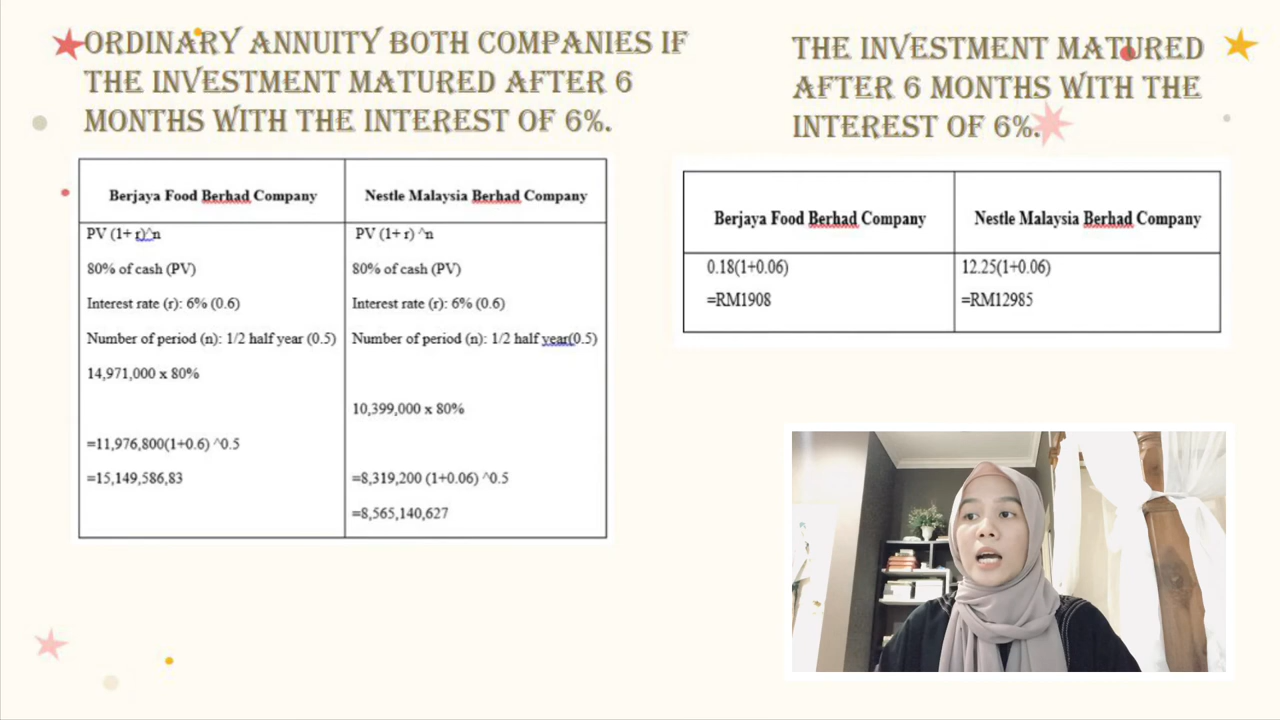 ORDINARY ANNUITY BOTH COMPANIES IF
THE INVESTMENT MATURED AFTER 6
MONTHS WITH THE INTEREST OF 6%.
Berjaya Food Berhad Company
Nestle Malaysia Berhad Company
PV (1+ r)^n
80% of cash (PV)
Interest rate (r): 6% (0.6)
Number of period (n): 1/2 half year (0.5)
14,971,000 x 80%
=11,976,800(1+0.6) ^0.5
=15,149,586,83
PV (1+ r) ^n
80% of cash (PV)
Interest rate (r): 6% (0.6)
Number of period (n): 1/2 half year(0.5)
10,399,000 x 80%
=8,319,200 (1+0.06) ^0.5
=8,565,140,627
THE INVESTMENT MATURED
AFTER 6 MONTHS WITH THE
INTEREST OF 6%.
Berjaya Food Berhad Company
Nestle Malaysia Berhad Company
0.18(1+0.06)
=RM1908
12.25(1+0.06)
=RM12985